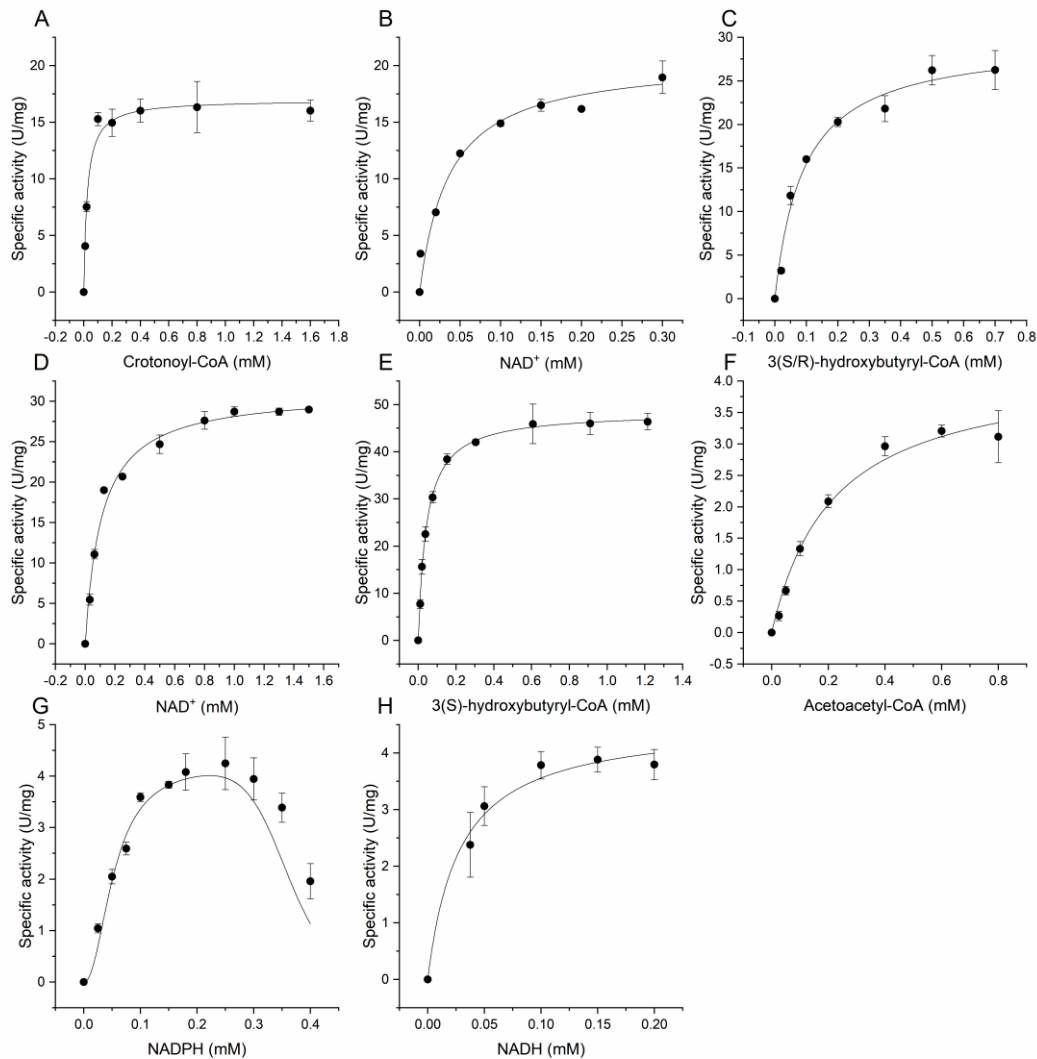 A
Specific activity (U/mg)
20
15
10
5
0
-0.2 0.0 0.2 0.4 0.6 0.8 1.0 1.2 1.4 1.6 1.8
Crotonoyl-CoA (mM)
B
Specific activity (U/mg)
20
15
10
5
0
0.00 0.05 0.10 0.15 0.20 0.25 0.30
NAD⁺ (mM)
C
Specific activity (U/mg)
30
25
20
15
10
5
0
0.0 0.1 0.2 0.3 0.4 0.5 0.6 0.7 0.8
3(S/R)-hydroxybutyryl-CoA (mM)
D
Specific activity (U/mg)
30
25
20
15
10
5
0
-0.2 0.0 0.2 0.4 0.6 0.8 1.0 1.2 1.4 1.6
NAD⁺ (mM)
E
Specific activity (U/mg)
50
40
30
20
10
0
0.0 0.2 0.4 0.6 0.8 1.0 1.2 1.4
3(S)-hydroxybutyryl-CoA (mM)
F
Specific activity (U/mg)
4.0
3.5
3.0
2.5
2.0
1.5
1.0
0.5
0.0
-0.5
0.0 0.2 0.4 0.6 0.8
Acetoacetyl-CoA (mM)
G
Specific activity (U/mg)
5
4
3
2
1
0
0.0 0.1 0.2 0.3 0.4
NADPH (mM)
H
Specific activity (U/mg)
4
3
2
1
0
0.00 0.05 0.10 0.15 0.20
NADH (mM)